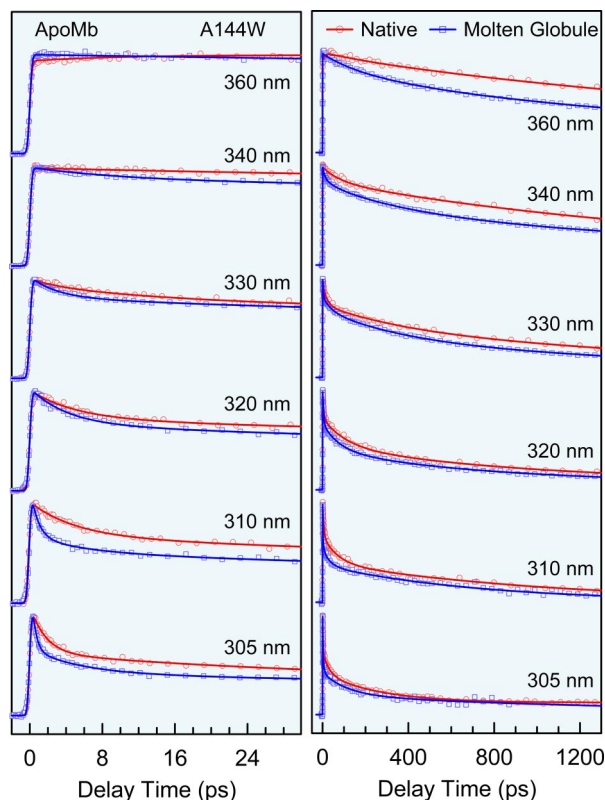 ApoMb A144W
360 nm
340 nm
330 nm
320 nm
310 nm
305 nm
0 8 16 24
Delay Time (ps)
Native Molten Globule
360 nm
340 nm
330 nm
320 nm
310 nm
305 nm
0 400 800 1200
Delay Time (ps)